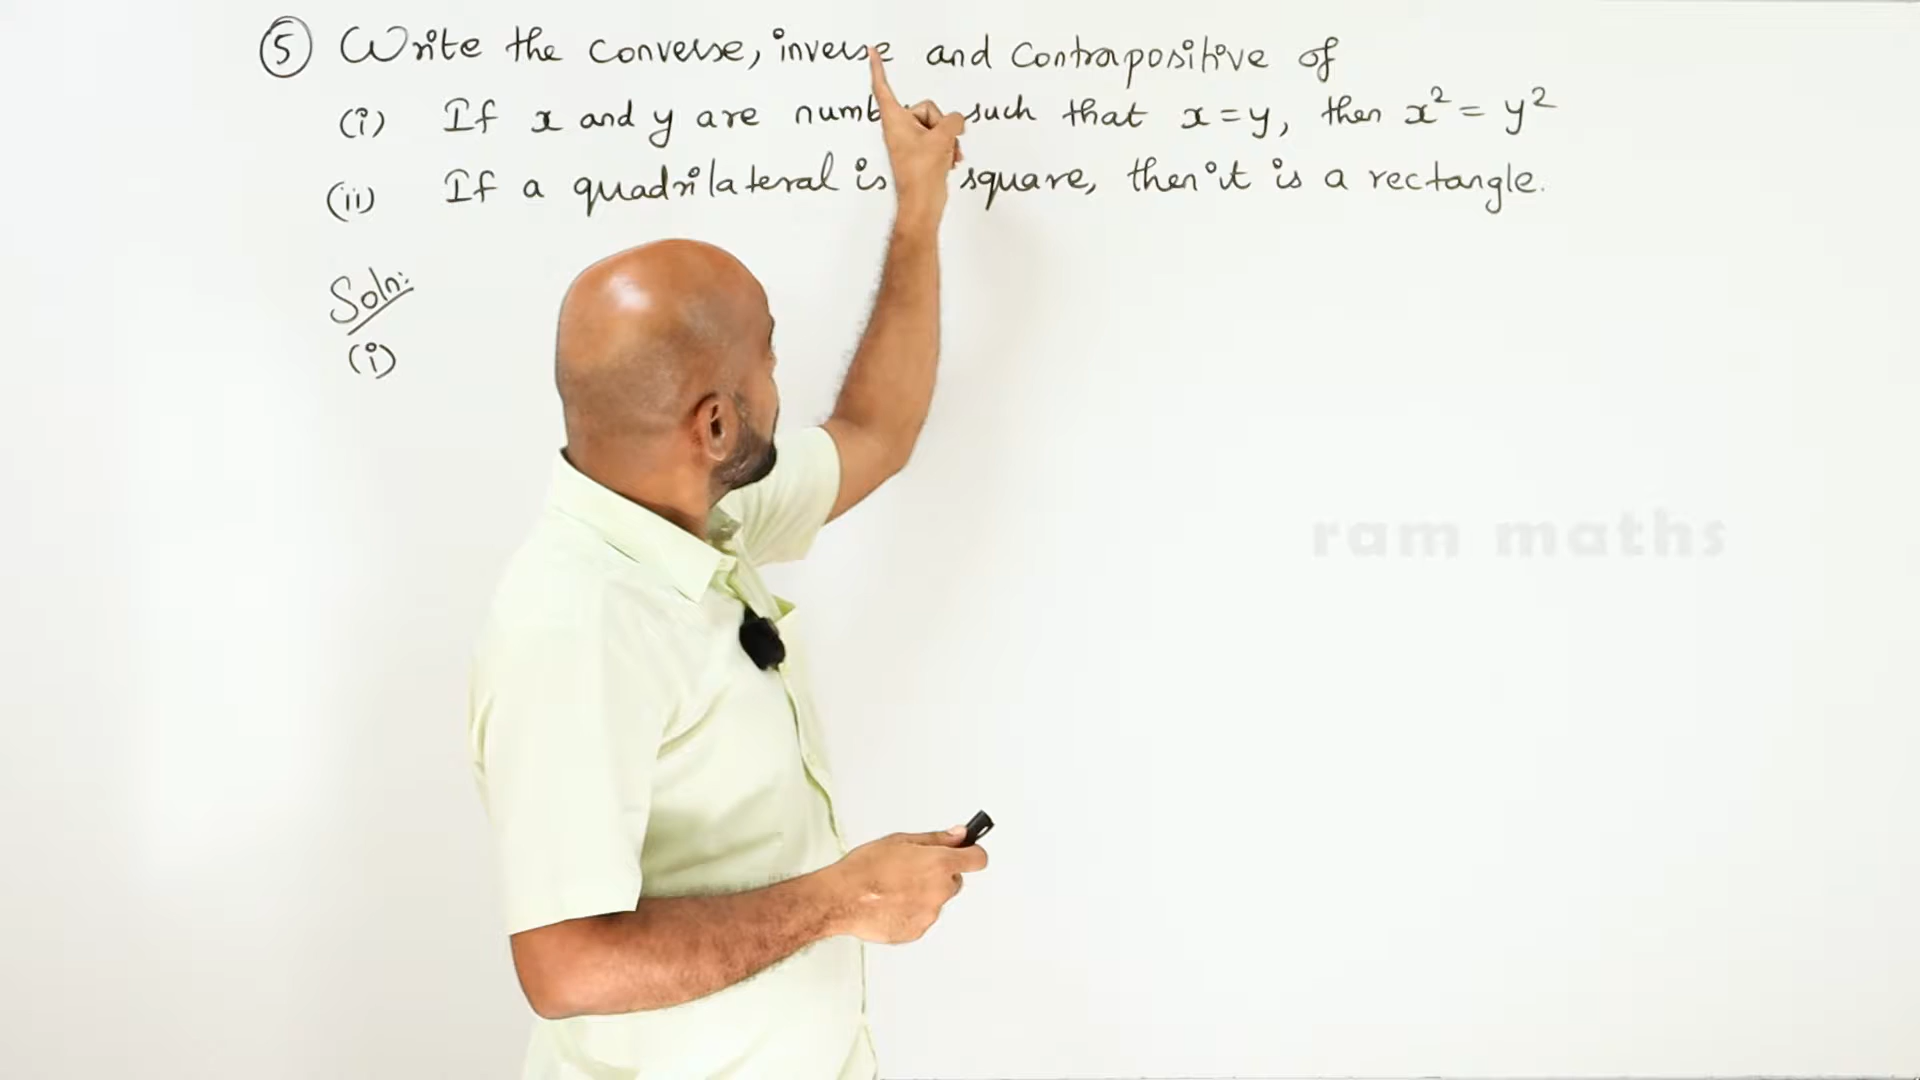 5 Write the converse, inverse and contrapositive of
(i) If x and y are such that x = y, then x² = y²
(ii) If a quadrilateral is square, then it is a rectangle.
Soln:
(i)
ram maths